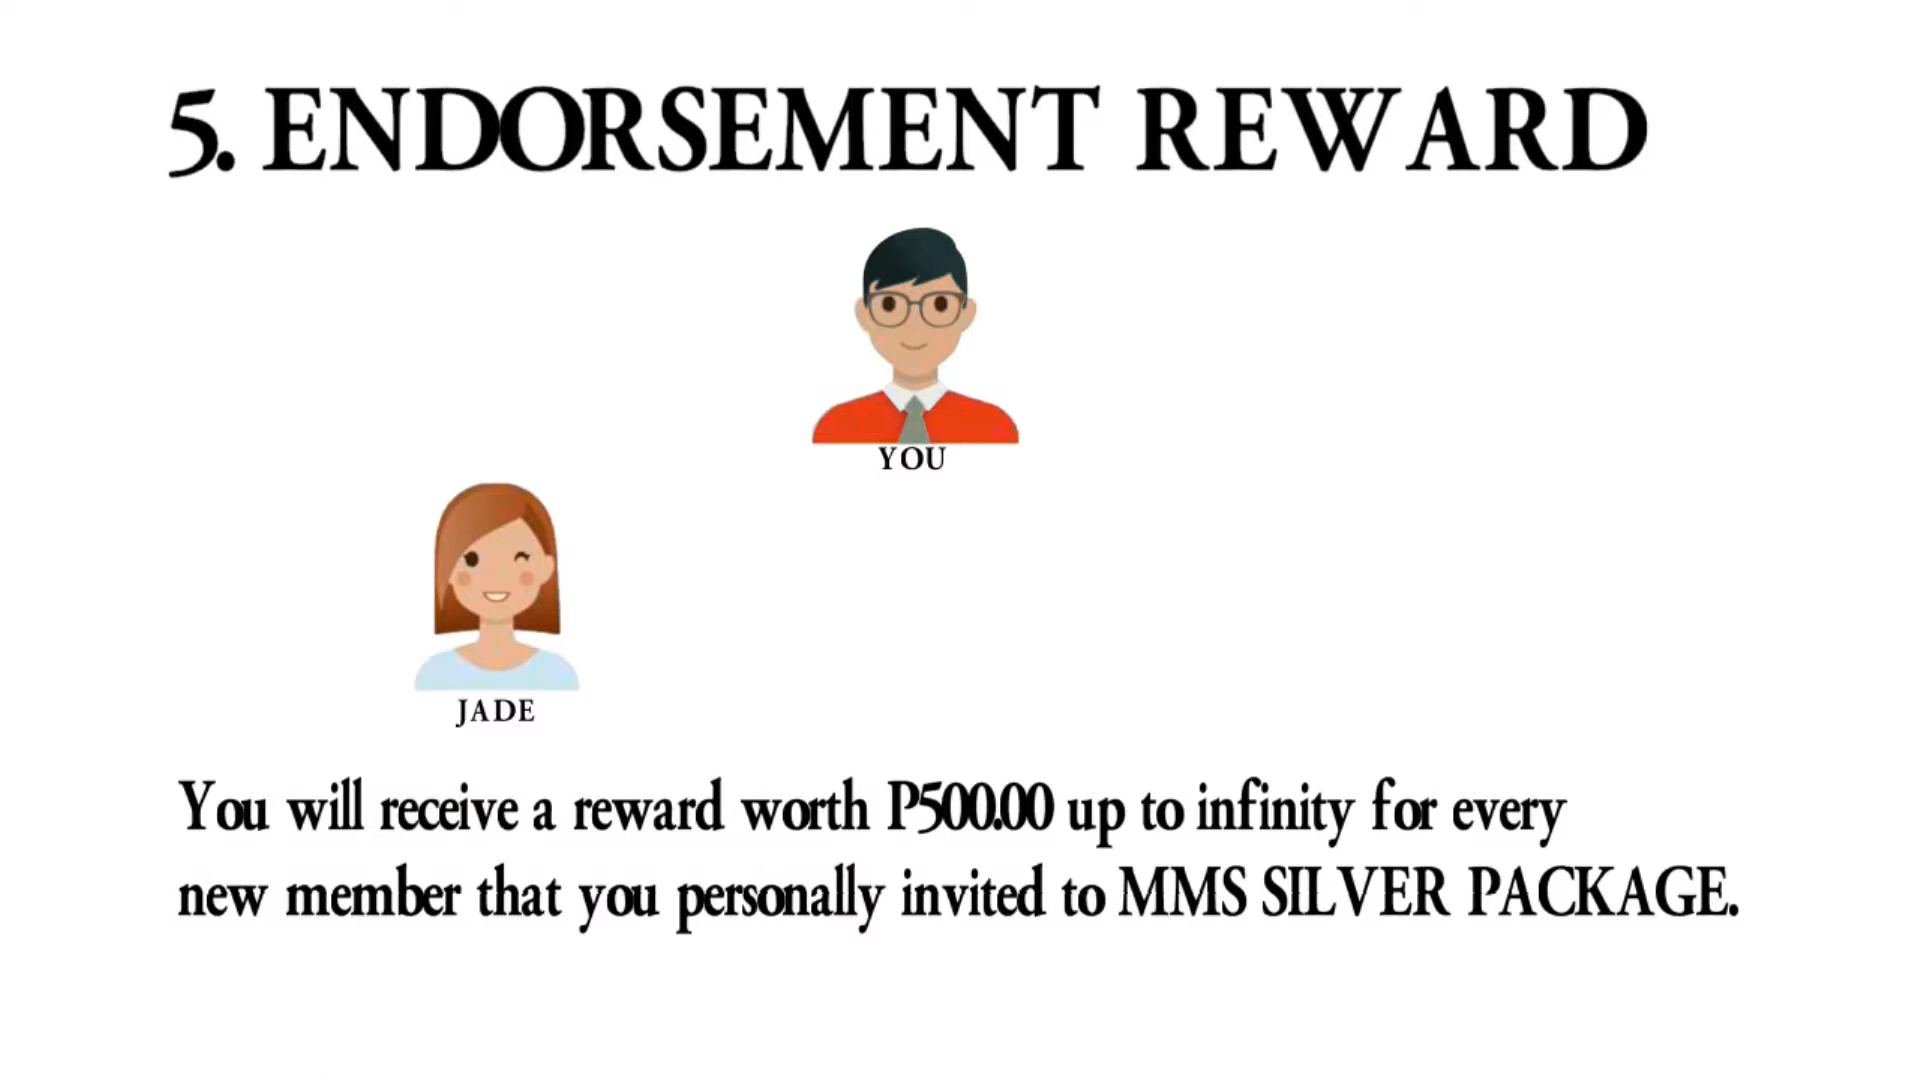 5. ENDORSEMENT REWARD
YOU
JADE
You will receive a reward worth P500.00 up to infinity for every
new member that you personally invited to MMS SILVER PACKAGE.